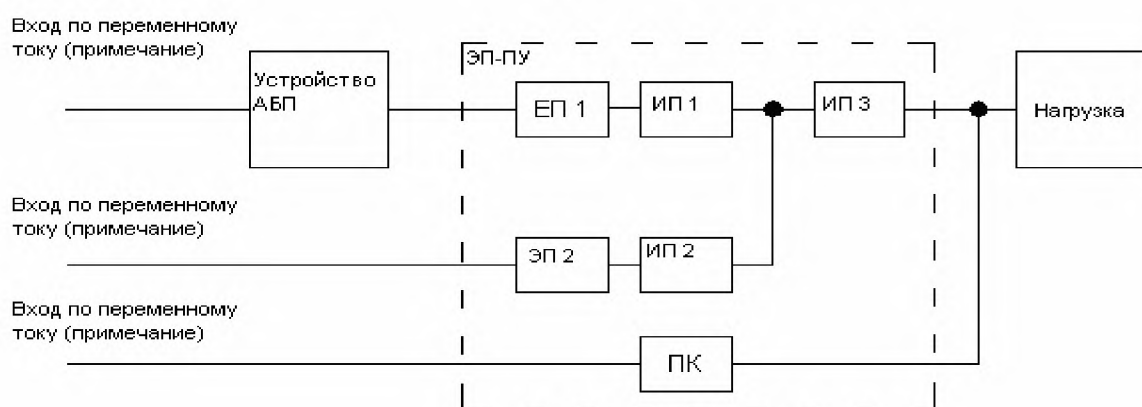 Вход по переменному
току (примечание)
ЭП-ПУ
Устройство
АБП
ЕП 1
ИП 1
ИП 3
Нагрузка
Вход по переменному
току (примечание)
ЭП 2
ИП 2
Вход по переменному
току (примечание)
ПК